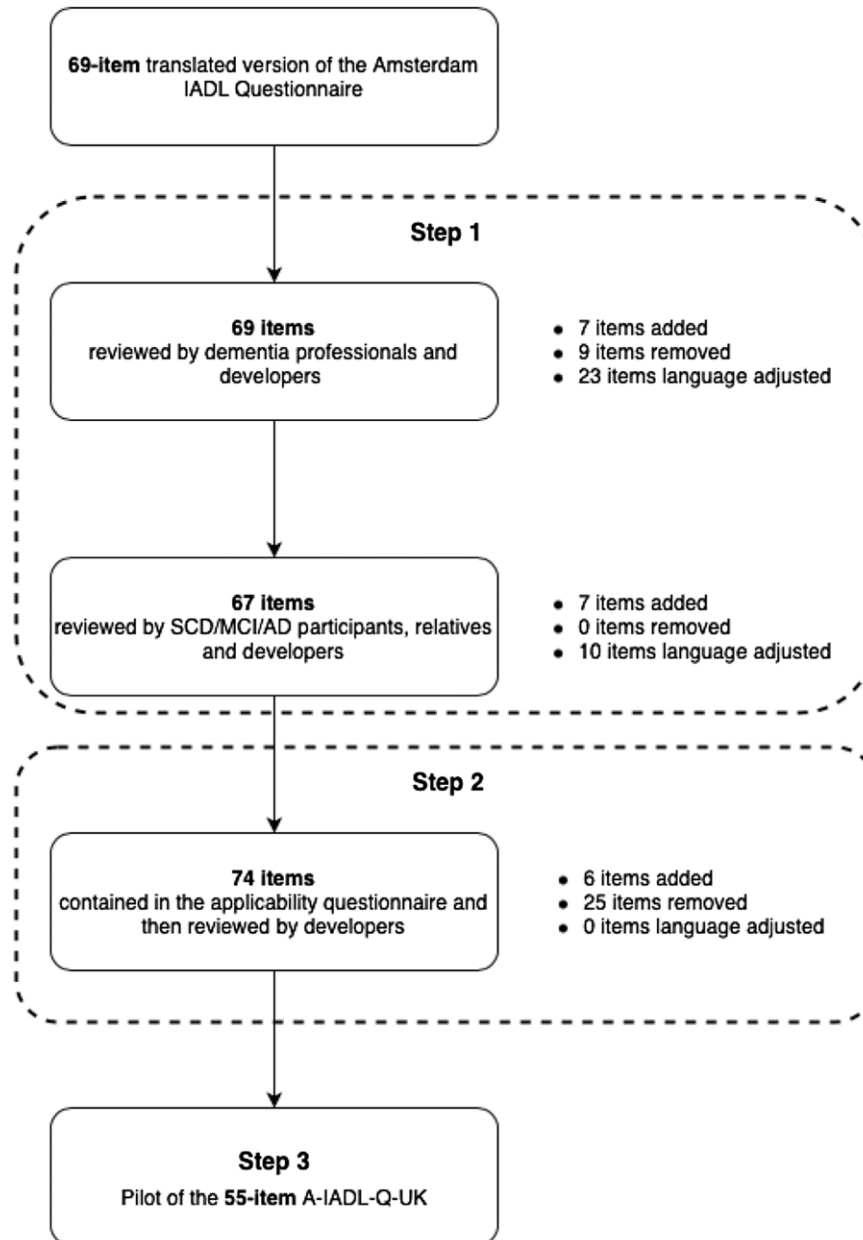 69-item translated version of the Amsterdam
IADL Questionnaire
Step 1
69 items
reviewed by dementia professionals and
developers
• 7 items added
• 9 items removed
• 23 items language adjusted
67 items
reviewed by SCD/MCI/AD participants, relatives
and developers
• 7 items added
• 0 items removed
• 10 items language adjusted
Step 2
74 items
contained in the applicability questionnaire and
then reviewed by developers
• 6 items added
• 25 items removed
• 0 items language adjusted
Step 3
Pilot of the 55-item A-IADL-Q-UK